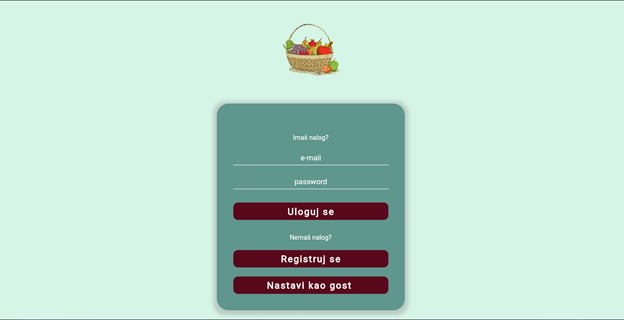 Imaš nalog?
e-mail
password
Uloguj se
Nemaš nalog?
Registruj se
Nastavi kao gost